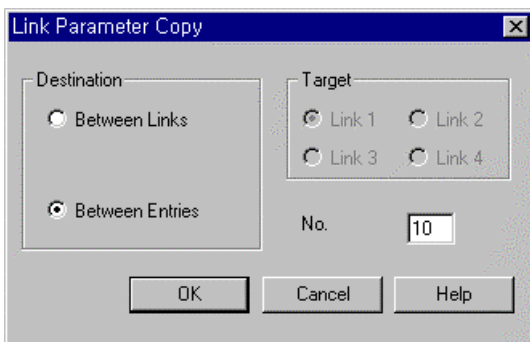 Link Parameter Copy
Destination
Between Links
Between Entries
Target
Link 1 Link 2
Link 3 Link 4
No. 10
OK Cancel Help